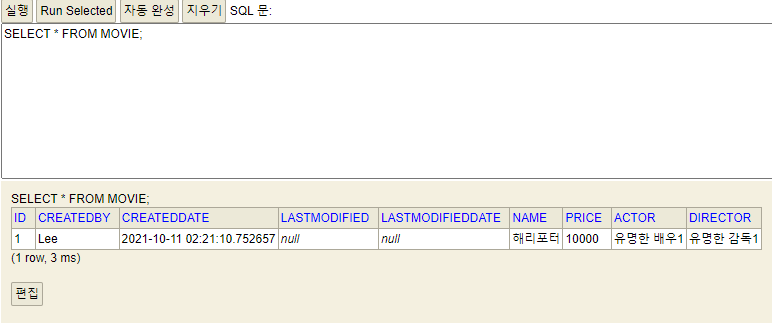 실행 Run Selected 자동 완성 지우기 SQL 문:
SELECT * FROM MOVIE;
SELECT * FROM MOVIE;
ID CREATEDBY CREATEDDATE LASTMODIFIED LASTMODIFIEDDATE NAME PRICE ACTOR DIRECTOR
1 Lee 2021-10-11 02:21:10.752657 null null 해리포터 10000 유명한 배우1 유명한 감독1
(1 row, 3 ms)
편집